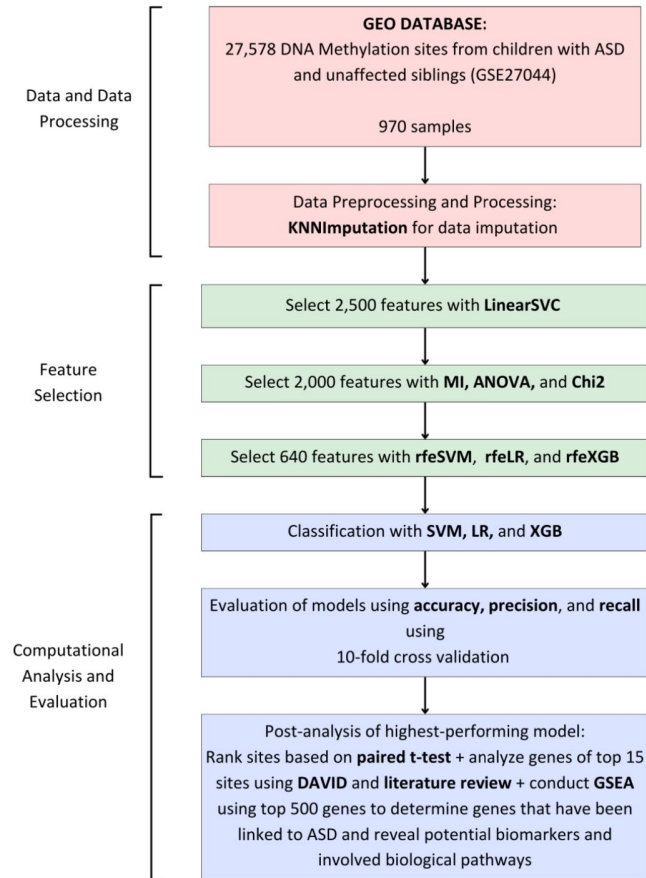 GEO DATABASE:
27,578 DNA Methylation sites from children with ASD
and unaffected siblings (GSE27044)
970 samples
Data and Data
Processing
Data Preprocessing and Processing:
KNNImputation for data imputation
Select 2,500 features with LinearSVC
Feature
Selection
Select 2,000 features with MI, ANOVA, and Chi2
Select 640 features with rfeSVM, rfeLR, and rfeXGB
Classification with SVM, LR, and XGB
Computational
Analysis and
Evaluation
Evaluation of models using accuracy, precision, and recall
using
10-fold cross validation
Post-analysis of highest-performing model:
Rank sites based on paired t-test + analyze genes of top 15
sites using DAVID and literature review + conduct GSEA
using top 500 genes to determine genes that have been
linked to ASD and reveal potential biomarkers and
involved biological pathways